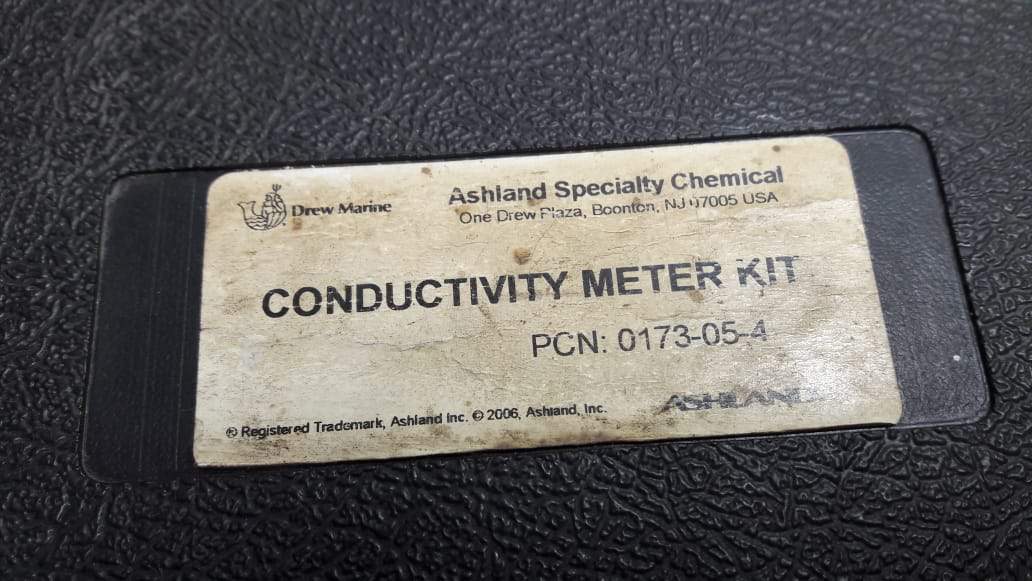 Drew Marine
Ashland Specialty Chemical
One Drew Plaza, Boonton, NJ 07005 USA
CONDUCTIVITY METER KIT
PCN: 0173-05-4
ASHLAND
® Registered Trademark, Ashland Inc. © 2006, Ashland, Inc.